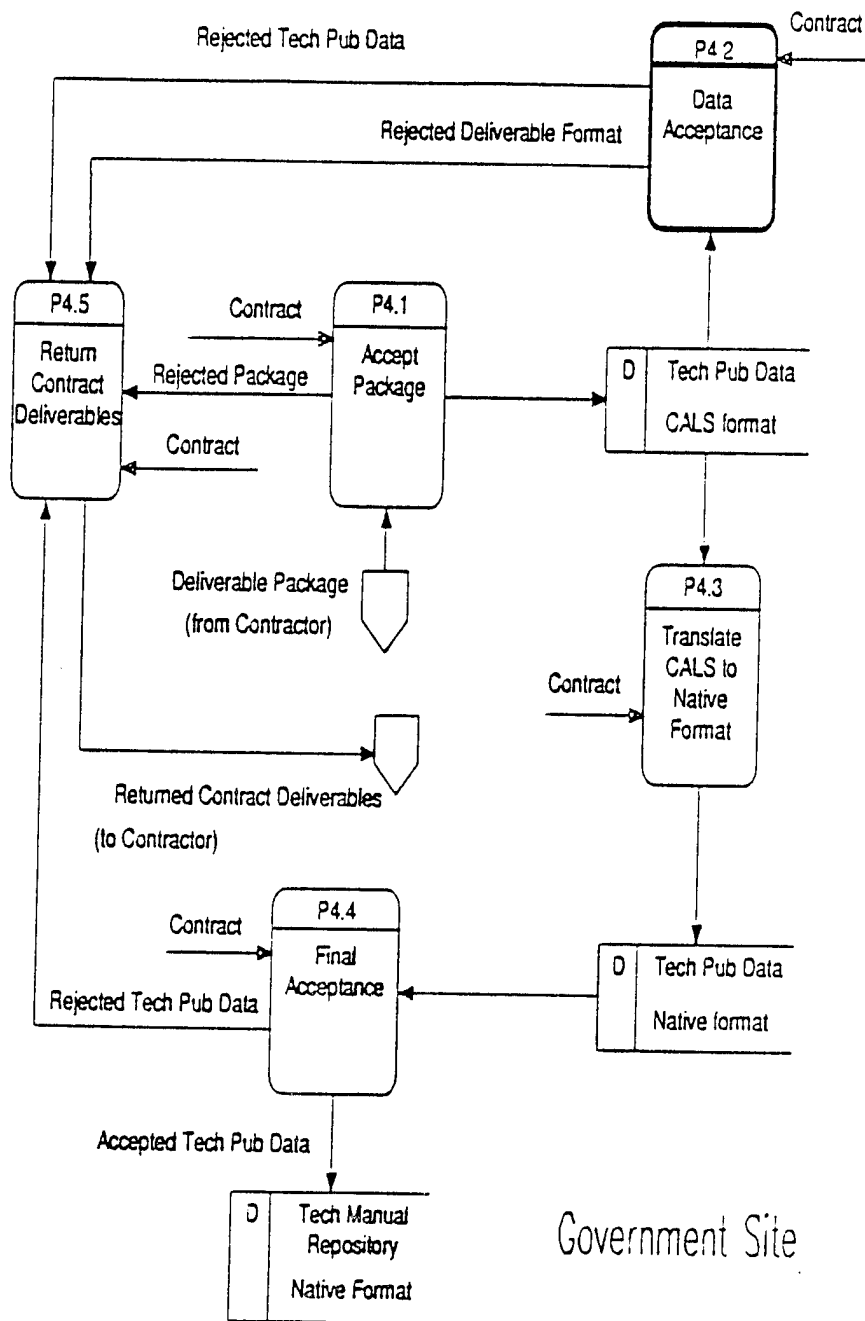 Rejected Tech Pub Data
P4.2
Contract
Data
Acceptance
Rejected Deliverable Format
P4.5
Return
Contract
Deliverables
Contract
P4.1
Accept
Package
Rejected Package
Contract
D
Tech Pub Data
CALS format
Deliverable Package
(from Contractor)
P4.3
Translate
CALS to
Native
Format
Contract
Returned Contract Deliverables
(to Contractor)
P4.4
Final
Acceptance
Contract
Rejected Tech Pub Data
D
Tech Pub Data
Native format
Accepted Tech Pub Data
D
Tech Manual
Repository
Native Format
Government Site